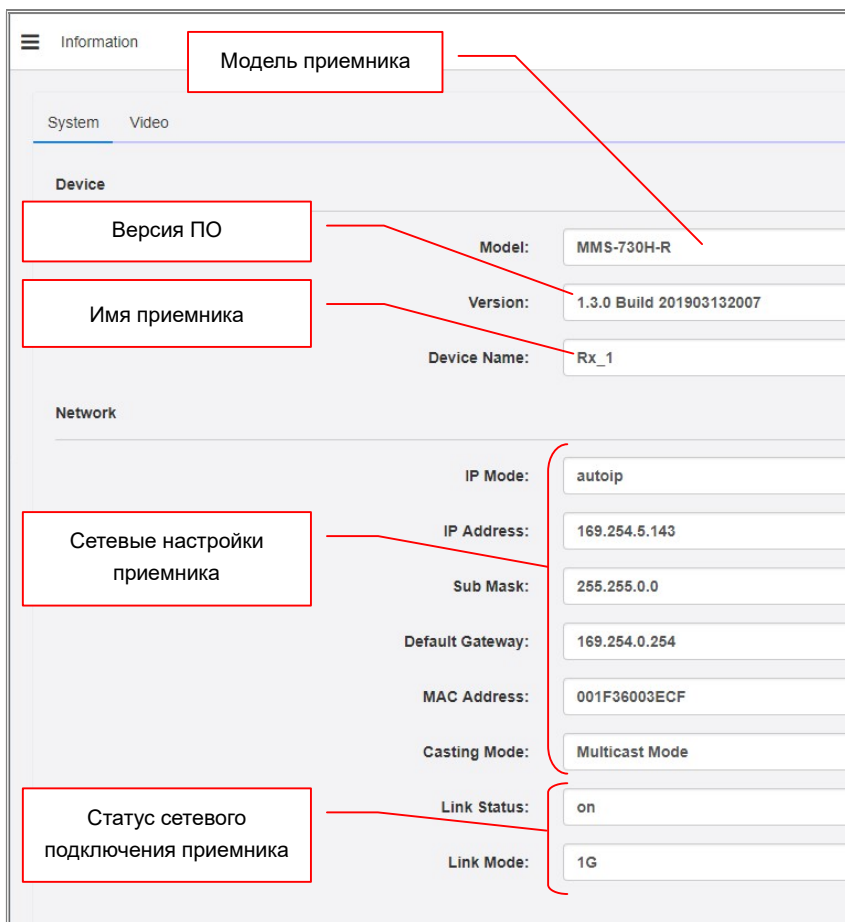 Information
Модель приемника
System Video
Device
Версия ПО
Model: MMS-730H-R
Version: 1.3.0 Build 201903132007
Имя приемника
Device Name: Rx_1
Network
IP Mode: autoip
IP Address: 169.254.5.143
Сетевые настройки
приемника
Sub Mask: 255.255.0.0
Default Gateway: 169.254.0.254
MAC Address: 001F36003ECF
Casting Mode: Multicast Mode
Link Status: on
Статус сетевого
подключения приемника
Link Mode: 1G